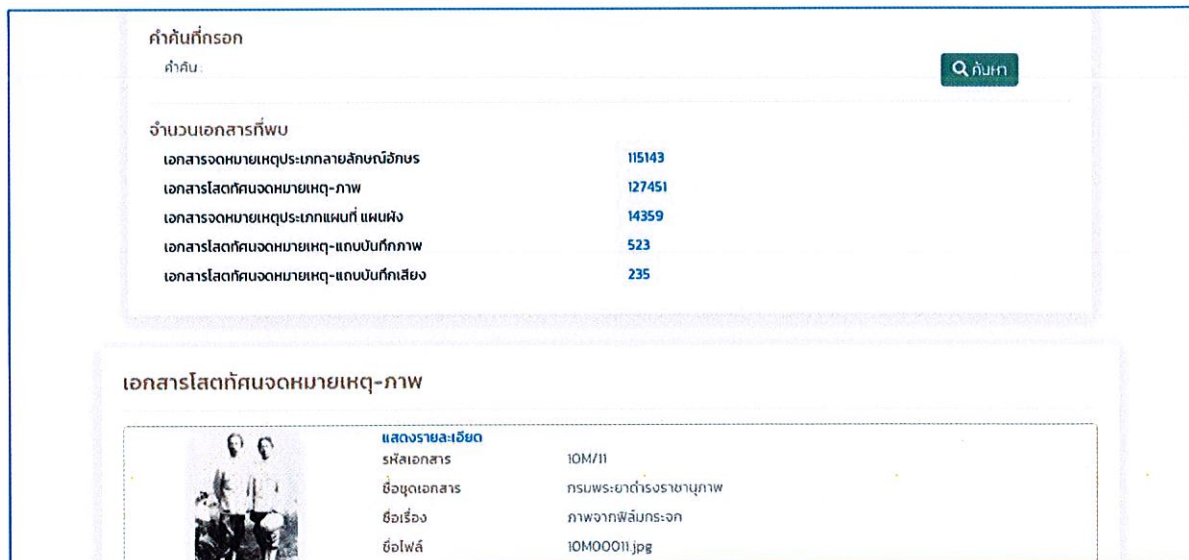 คำค้นที่กรอก
คำค้น :
ค้นหา
จำนวนเอกสารที่พบ
เอกสารจดหมายเหตุประเภทลายลักษณ์อักษร 115143
เอกสารโสตทัศนจดหมายเหตุ-ภาพ 127451
เอกสารจดหมายเหตุประเภทแผนที่ แผนผัง 14359
เอกสารโสตทัศนจดหมายเหตุ-แถบบันทึกภาพ 523
เอกสารโสตทัศนจดหมายเหตุ-แถบบันทึกเสียง 235
เอกสารโสตทัศนจดหมายเหตุ-ภาพ
แสดงรายละเอียด
รหัสเอกสาร 10M/11
ชื่อชุดเอกสาร กรมพระยาดำรงราชานุภาพ
ชื่อเรื่อง ภาพจากฟิล์มกระจก
ชื่อไฟล์ 10M00011.jpg